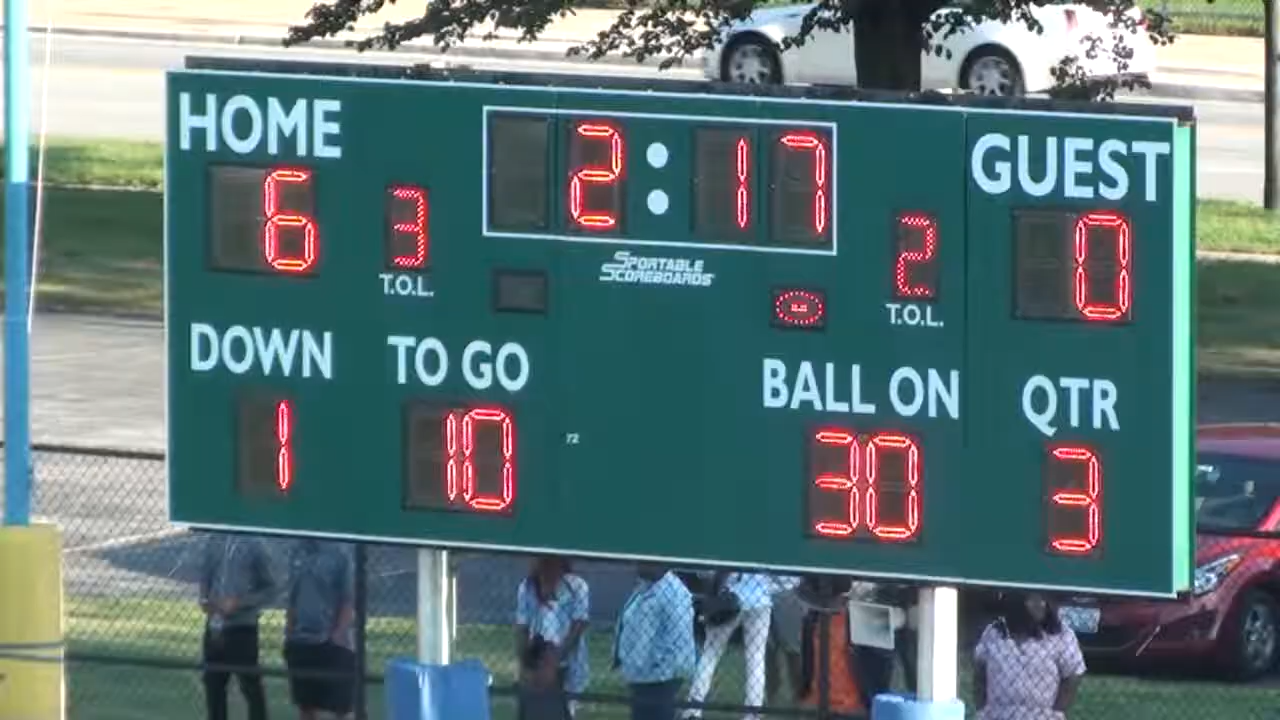 HOME 2:17 GUEST
6 3 2 0
T.O.L. SPORTABLE SCOREBOARDS T.O.L.
DOWN TO GO BALL ON QTR
1 10 72 30 3